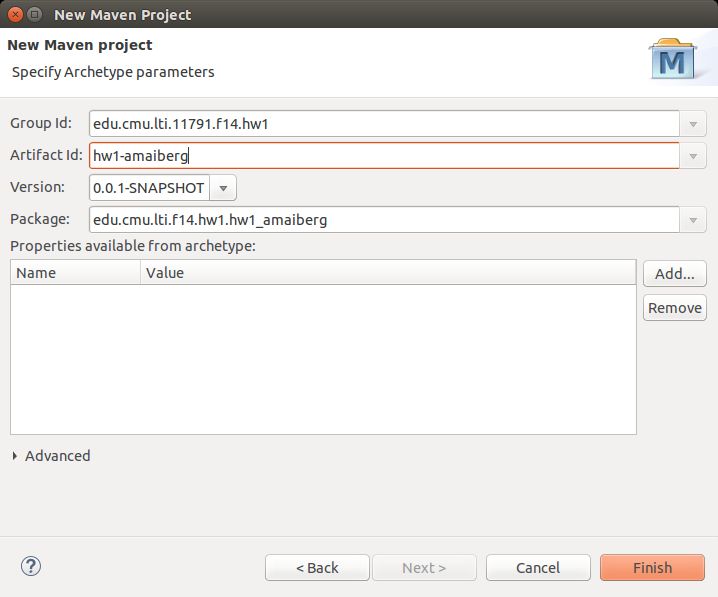 New Maven Project
New Maven project
Specify Archetype parameters
M
Group Id: edu.cmu.lti.11791.f14.hw1
Artifact Id: hw1-amaiberg
Version: 0.0.1-SNAPSHOT
Package: edu.cmu.lti.f14.hw1.hw1_amaiberg
Properties available from archetype:
Name Value Add...
Remove
Advanced
? < Back Next > Cancel Finish